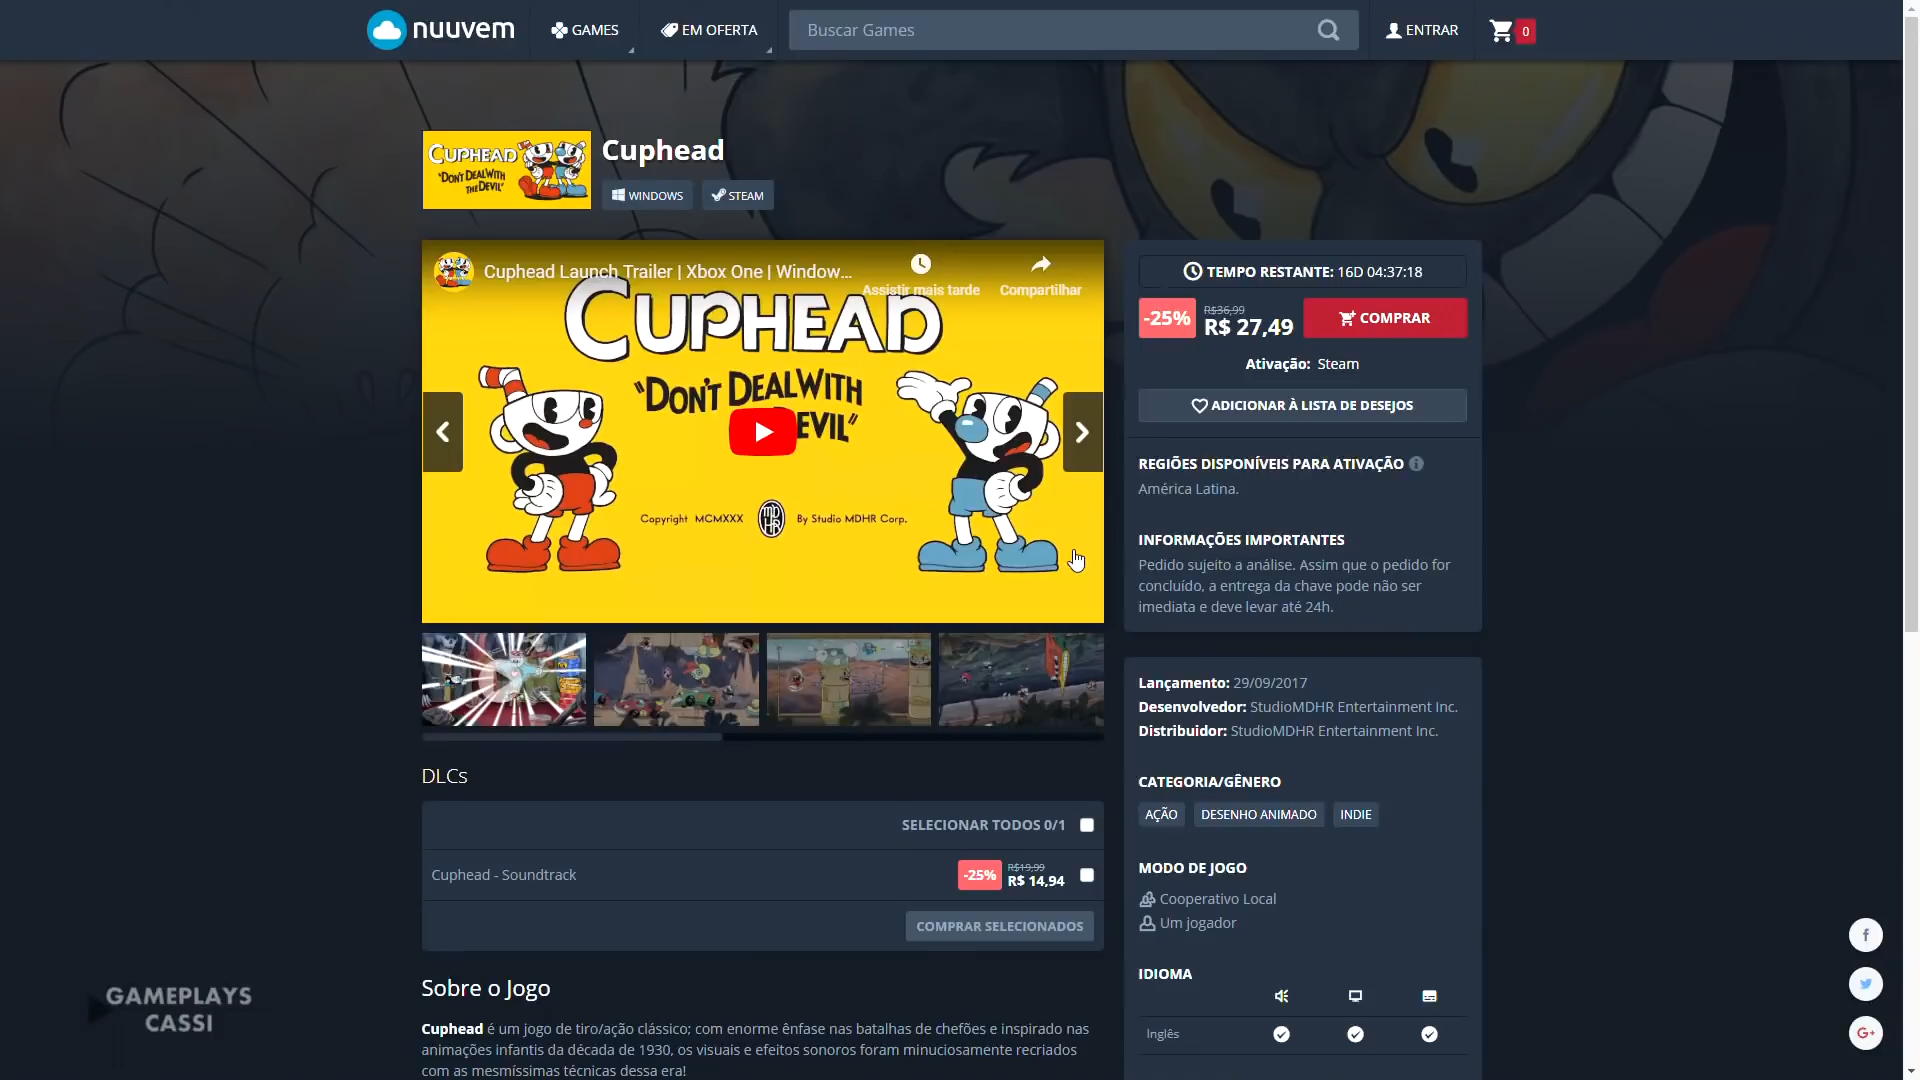 nuuvem
GAMES
EM OFERTA
Buscar Games
ENTRAR
0
CUPHEAD
"DON'T DEAL WITH
THE DEVIL"
Cuphead
WINDOWS
STEAM
Cuphead Launch Trailer | Xbox One | Window...
Assistir mais tarde
Compartilhar
CUPHEAD
"DON'T DEAL WITH
EVIL"
Copyright MCMXXX
MDHR
By Studio MDHR Corp.
TEMPO RESTANTE: 16D 04:37:18
-25%
R$36,99
R$ 27,49
COMPRAR
Ativação: Steam
ADICIONAR À LISTA DE DESEJOS
REGIÕES DISPONÍVEIS PARA ATIVAÇÃO
América Latina.
INFORMAÇÕES IMPORTANTES
Pedido sujeito a análise. Assim que o pedido for
concluído, a entrega da chave pode não ser
imediata e deve levar até 24h.
DLCs
SELECIONAR TODOS 0/1
Cuphead - Soundtrack
-25%
R$19,99
R$ 14,94
COMPRAR SELECIONADOS
Sobre o Jogo
Cuphead é um jogo de tiro/ação clássico; com enorme ênfase nas batalhas de chefões e inspirado nas
animações infantis da década de 1930, os visuais e efeitos sonoros foram minuciosamente recriados
com as mesmíssimas técnicas dessa era!
Lançamento: 29/09/2017
Desenvolvedor: StudioMDHR Entertainment Inc.
Distribuidor: StudioMDHR Entertainment Inc.
CATEGORIA/GÊNERO
AÇÃO
DESENHO ANIMADO
INDIE
MODO DE JOGO
Cooperativo Local
Um jogador
IDIOMA
Inglês
f
G+
GAMEPLAYS
CASSI